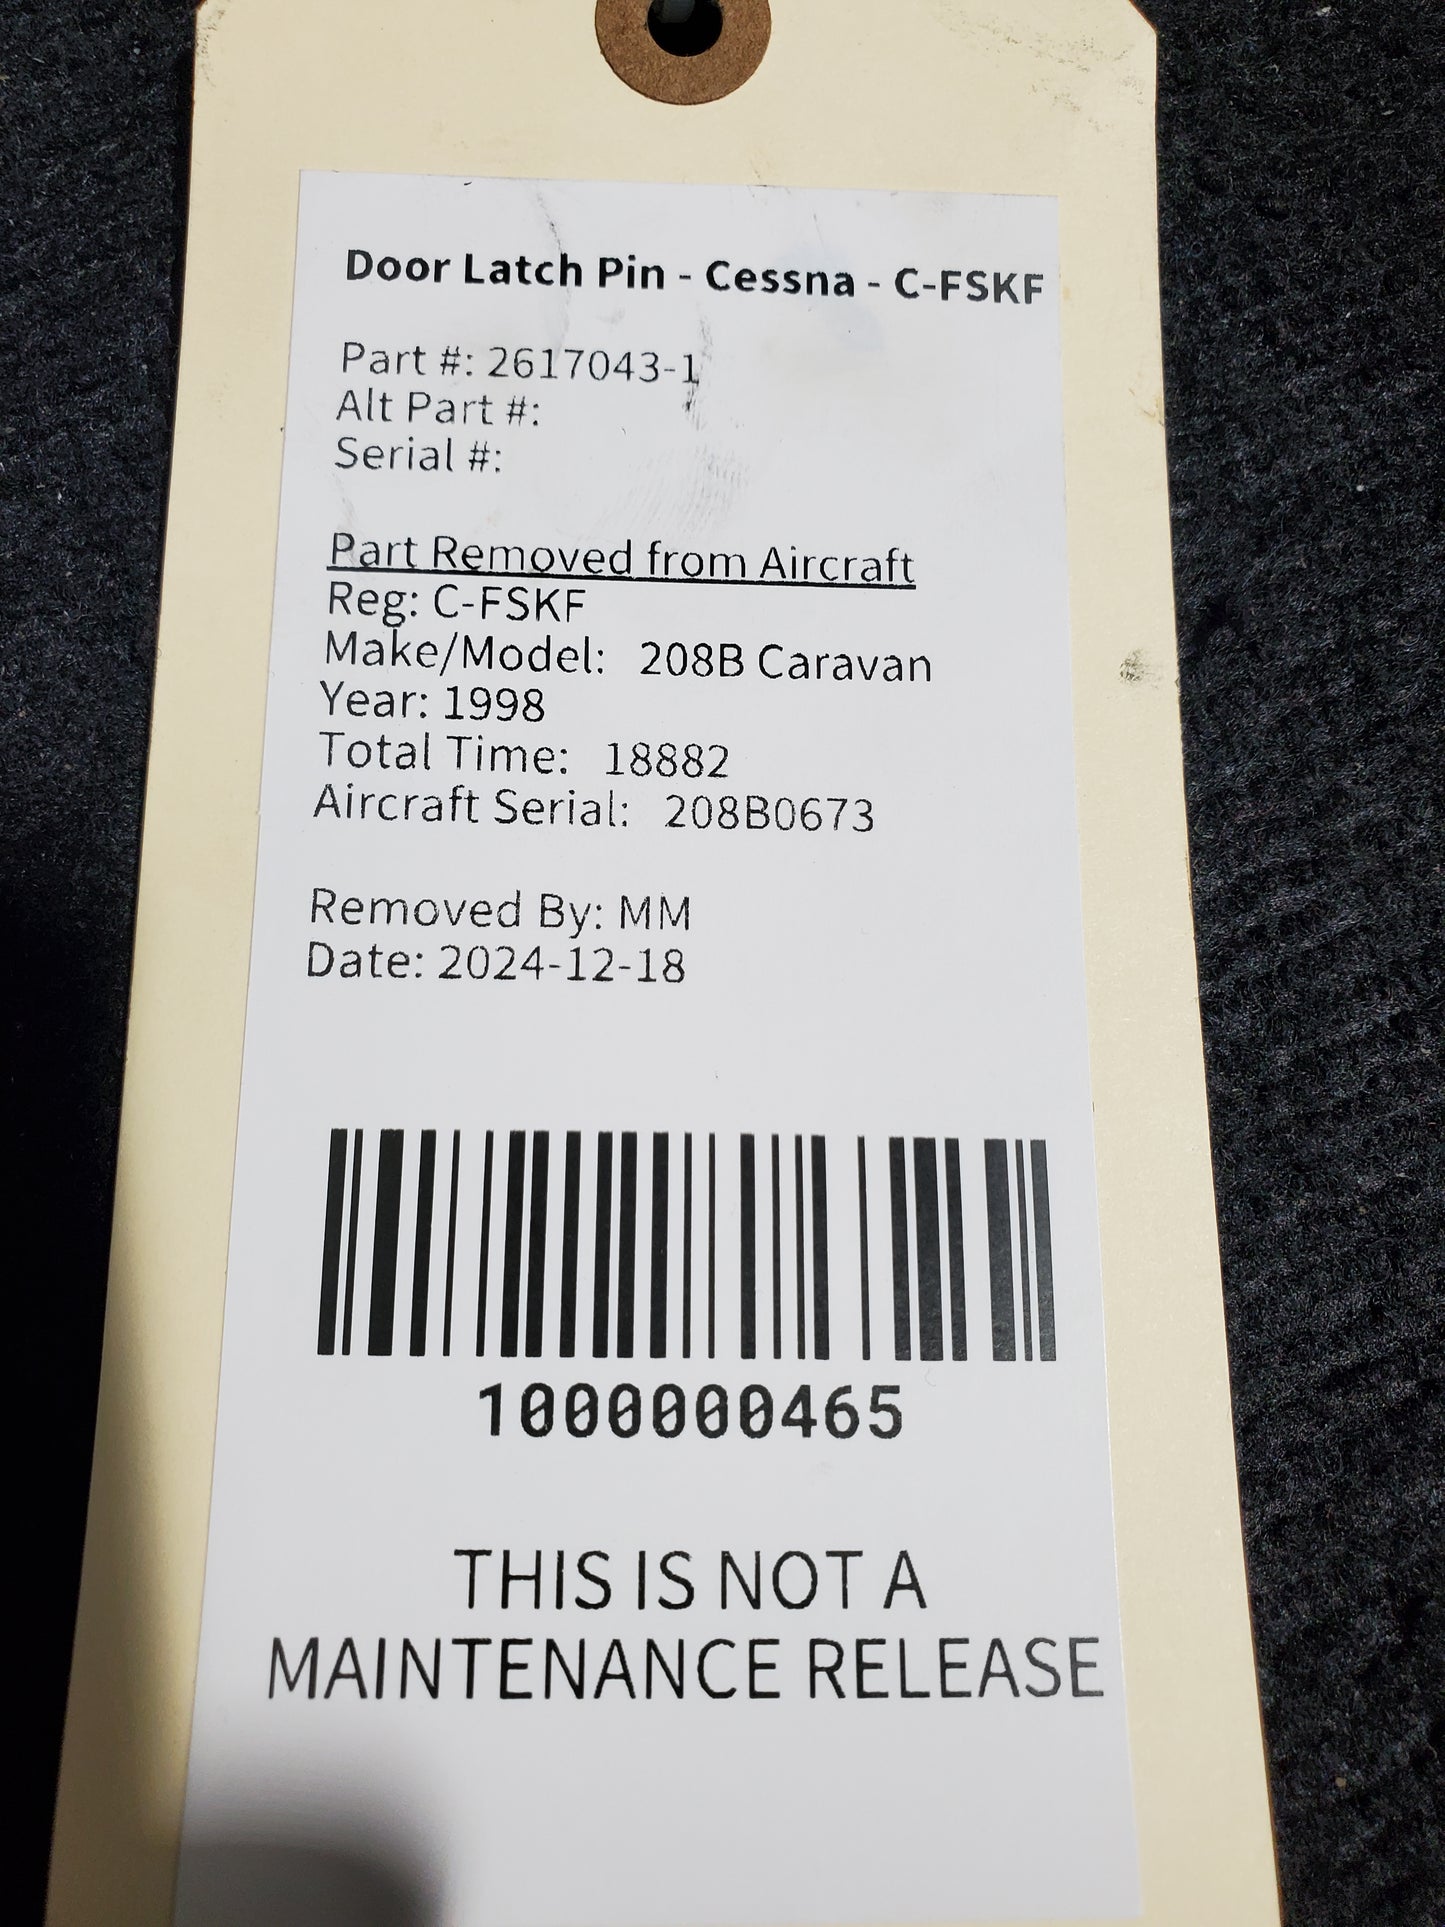 Door Latch Pin - Cessna - C-FSKF
Part #: 2617043-1
Alt Part #:
Serial #:
Part Removed from Aircraft
Reg: C-FSKF
Make/Model: 208B Caravan
Year: 1998
Total Time: 18882
Aircraft Serial: 208B0673
Removed By: MM
Date: 2024-12-18
1000000465
THIS IS NOT A
MAINTENANCE RELEASE